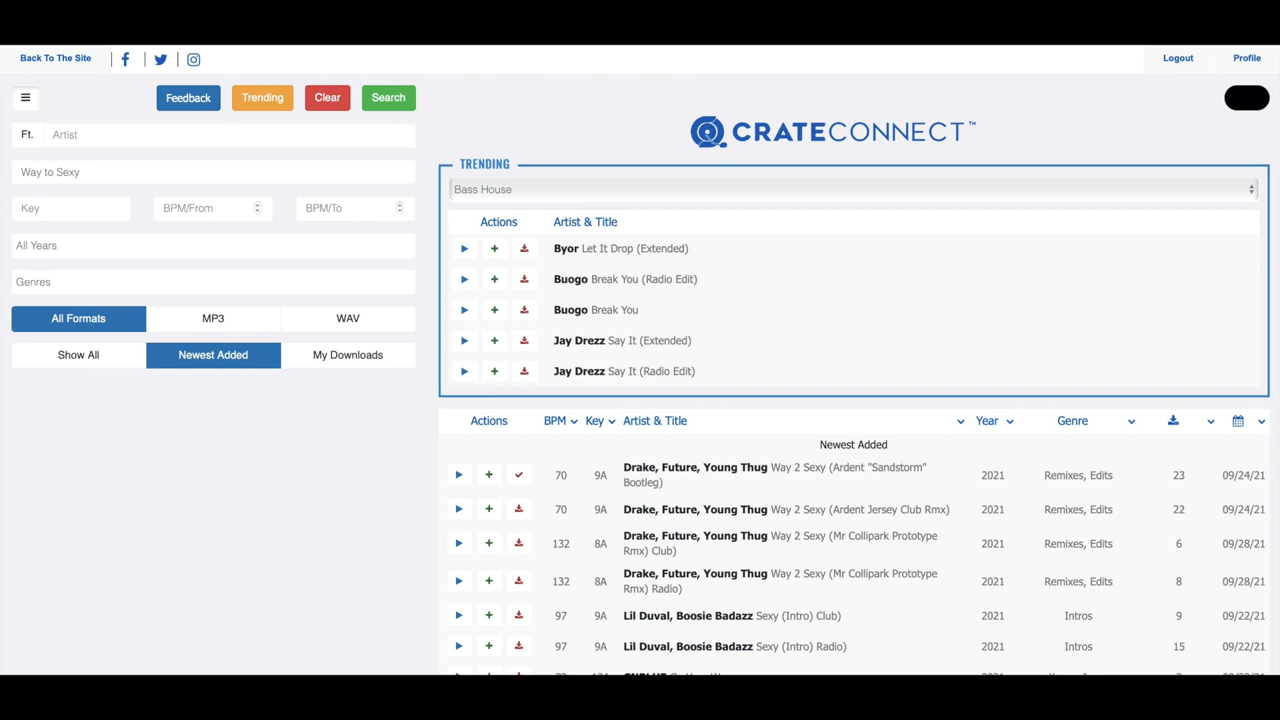 Back To The Site
Logout
Profile
Feedback
Trending
Clear
Search
Ft.
Artist
Way to Sexy
Key
BPM/From
BPM/To
All Years
Genres
All Formats
MP3
WAV
Show All
Newest Added
My Downloads
CRATECONNECT™
TRENDING
Bass House
Actions Artist & Title
Byor Let It Drop (Extended)
Buogo Break You (Radio Edit)
Buogo Break You
Jay Drezz Say It (Extended)
Jay Drezz Say It (Radio Edit)
Actions BPM Key Artist & Title Year Genre
Newest Added
70 9A Drake, Future, Young Thug Way 2 Sexy (Ardent "Sandstorm" 2021 Remixes, Edits 23 09/24/21
Bootleg)
70 9A Drake, Future, Young Thug Way 2 Sexy (Ardent Jersey Club Rmx) 2021 Remixes, Edits 22 09/24/21
132 8A Drake, Future, Young Thug Way 2 Sexy (Mr Collipark Prototype 2021 Remixes, Edits 6 09/28/21
Rmx) Club)
132 8A Drake, Future, Young Thug Way 2 Sexy (Mr Collipark Prototype 2021 Remixes, Edits 8 09/28/21
Rmx) Radio)
97 9A Lil Duval, Boosie Badazz Sexy (Intro) Club) 2021 Intros 9 09/22/21
97 9A Lil Duval, Boosie Badazz Sexy (Intro) Radio) 2021 Intros 15 09/22/21